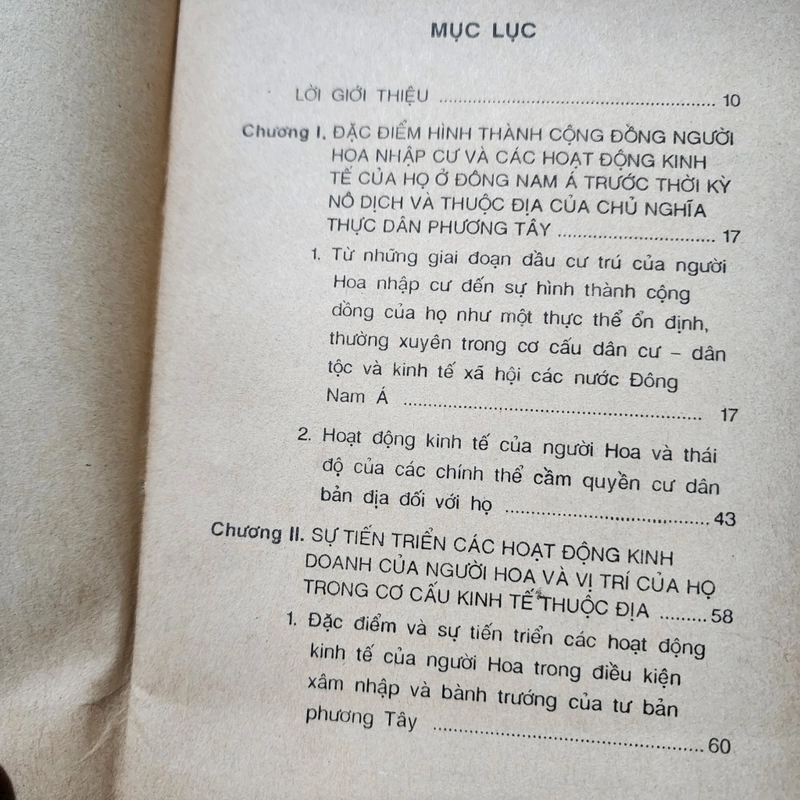 MỤC LỤC
LỜI GIỚI THIỆU .......................................... 10
Chương I. ĐẶC ĐIỂM HÌNH THÀNH CỘNG ĐỒNG NGƯỜI
HOA NHẬP CƯ VÀ CÁC HOẠT ĐỘNG KINH
TẾ CỦA HỌ Ở ĐÔNG NAM Á TRƯỚC THỜI KỲ
NÔ DỊCH VÀ THUỘC ĐỊA CỦA CHỦ NGHĨA
THỰC DÂN PHƯƠNG TÂY ........................ 17
1. Từ những giai đoạn đầu cư trú của người
Hoa nhập cư đến sự hình thành cộng
đồng của họ như một thực thể ổn định,
thường xuyên trong cơ cấu dân cư – dân
tộc và kinh tế xã hội các nước Đông
Nam Á ............................................. 17
2. Hoạt động kinh tế của người Hoa và thái
độ của các chính thể cầm quyền cư dân
bản địa đối với họ ............................... 43
Chương II. SỰ TIẾN TRIỂN CÁC HOẠT ĐỘNG KINH
DOANH CỦA NGƯỜI HOA VÀ VỊ TRÍ CỦA HỌ
TRONG CƠ CẤU KINH TẾ THUỘC ĐỊA ....... 58
1. Đặc điểm và sự tiến triển các hoạt động
kinh tế của người Hoa trong điều kiện
xâm nhập và bành trướng của tư bản
phương Tây ......................................... 60